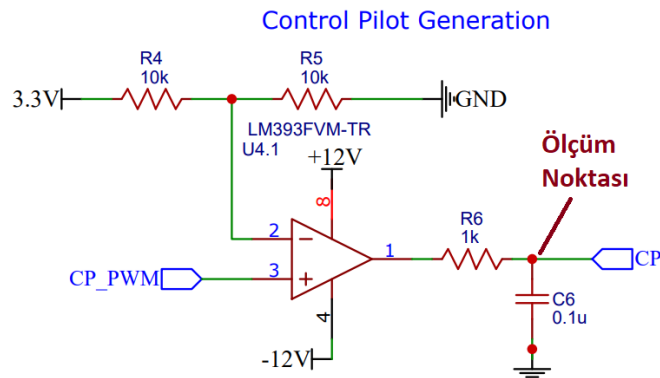 Control Pilot Generation
R4
10k
R5
10k
3.3V
GND
LM393FVM-TR
U4.1
+12V
Ölçüm
Noktası
8
2
R6
1k
1
CP
CP_PWM
3
C6
0.1u
4
-12V